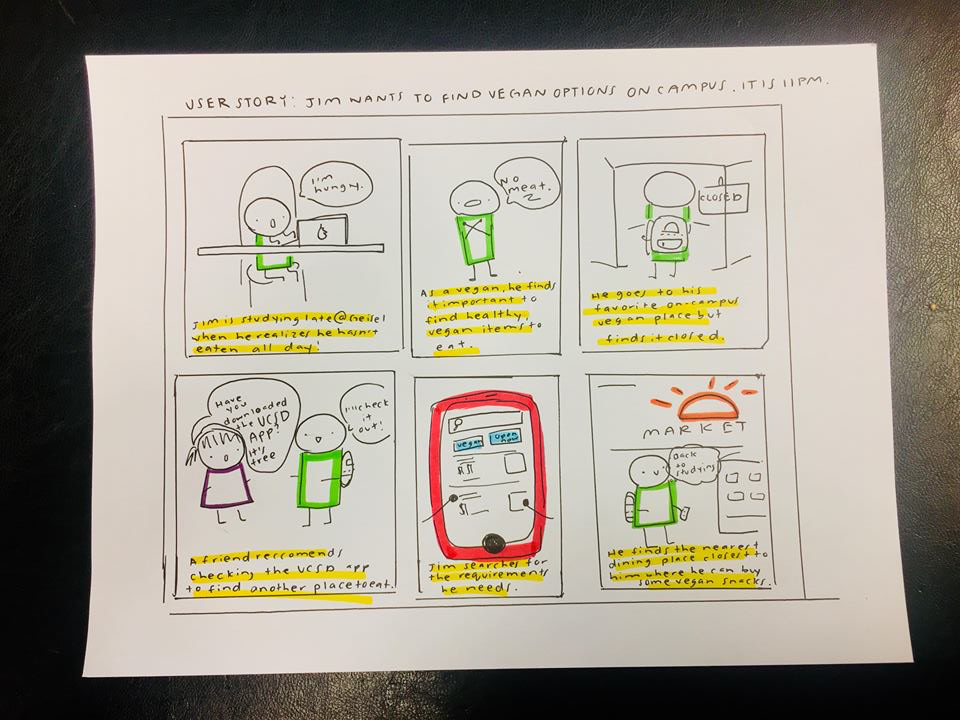 USER STORY: JIM WANTS TO FIND VEGAN OPTIONS ON CAMPUS. IT IS 11PM.
I'm
hungry.
Jim is studying late @ Geisel
when he realizes he hasn't
eaten all day!
No
meat.
As a vegan, he finds
it important to
find healthy,
vegan items to
eat.
CLOSED
He goes to his
favorite on-campus
vegan place but
finds it closed.
Have
you
downloaded
the UCSD
APP?
It's
free
I'll check
it
out!
A friend reccomends
checking the UCSD app
to find another place to eat.
vegan
open
now
$$
$
Jim searches for
the requirements
he needs.
MARKET
Back
to
studying
He finds the nearest
dining place closest to
him where he can buy
some vegan snacks.